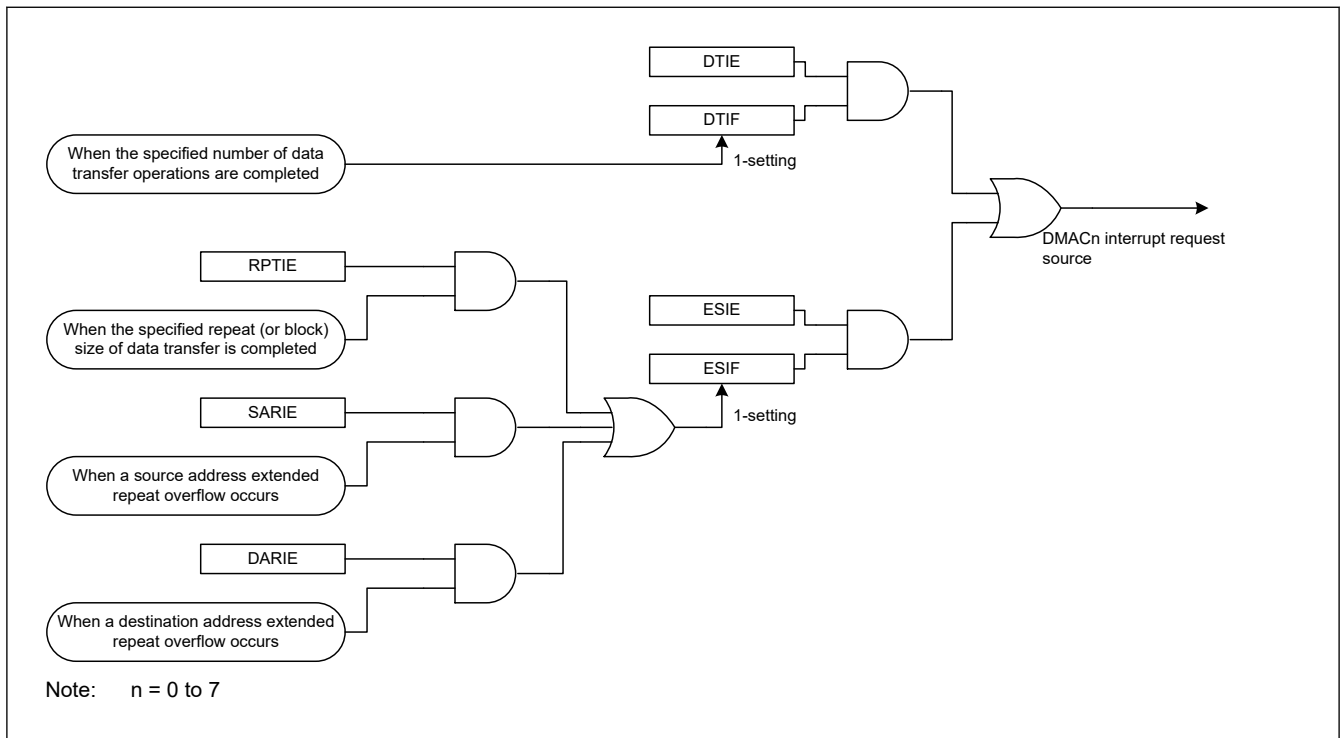 DTIE
DTIF
When the specified number of data
transfer operations are completed
1-setting
DMACn interrupt request
source
RPTIE
When the specified repeat (or block)
size of data transfer is completed
ESIE
ESIF
SARIE
1-setting
When a source address extended
repeat overflow occurs
DARIE
When a destination address extended
repeat overflow occurs
Note: n = 0 to 7